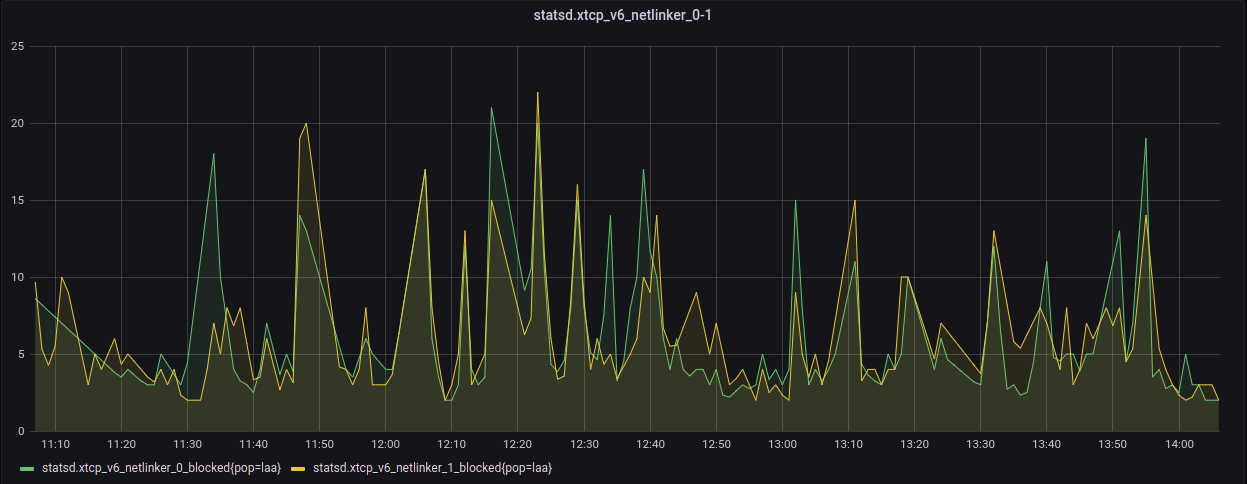 statsd.xtcp_v6_netlinker_0-1
25
20
15
10
5
0
11:10 11:20 11:30 11:40 11:50 12:00 12:10 12:20 12:30 12:40 12:50 13:00 13:10 13:20 13:30 13:40 13:50 14:00
statsd.xtcp_v6_netlinker_0_blocked{pop=laa} statsd.xtcp_v6_netlinker_1_blocked{pop=laa}